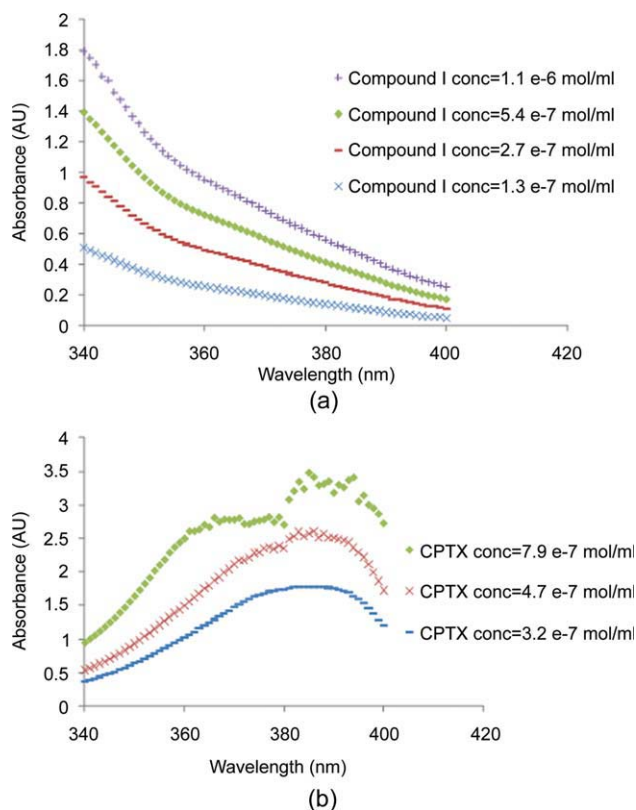 (a)
2
1.8
1.6
1.4
1.2
1
0.8
0.6
0.4
0.2
0
Absorbance (AU)
Compound I conc=1.1 e-6 mol/ml
Compound I conc=5.4 e-7 mol/ml
Compound I conc=2.7 e-7 mol/ml
Compound I conc=1.3 e-7 mol/ml
340 360 380 400 420
Wavelength (nm)
(b)
4
3.5
3
2.5
2
1.5
1
0.5
0
Absorbance (AU)
CPTX conc=7.9 e-7 mol/ml
CPTX conc=4.7 e-7 mol/ml
CPTX conc=3.2 e-7 mol/ml
340 360 380 400 420
Wavelength (nm)